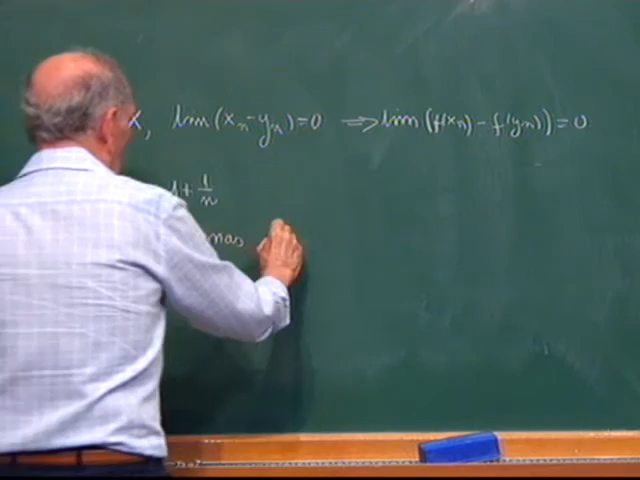 X, lim(xₙ-yₙ)=0 ⟹ lim(f(xₙ)-f(yₙ))=0
1+ 1/n
mas